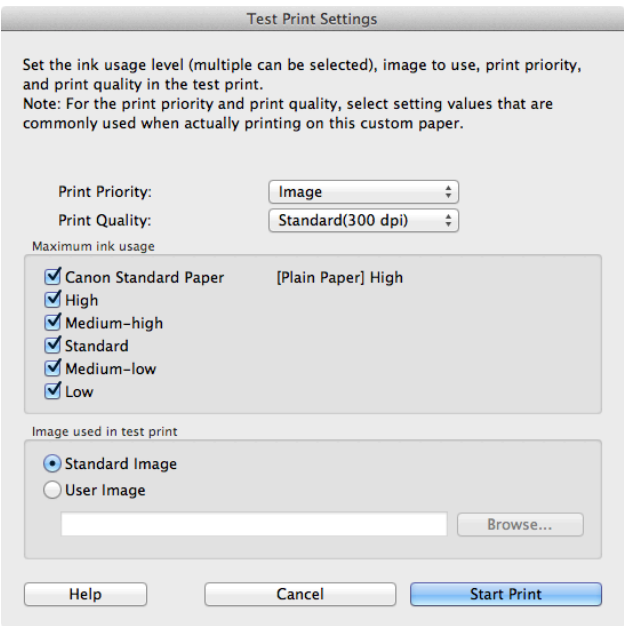 Test Print Settings
Set the ink usage level (multiple can be selected), image to use, print priority,
and print quality in the test print.
Note: For the print priority and print quality, select setting values that are
commonly used when actually printing on this custom paper.
Print Priority: Image
Print Quality: Standard(300 dpi)
Maximum ink usage
Canon Standard Paper [Plain Paper] High
High
Medium-high
Standard
Medium-low
Low
Image used in test print
Standard Image
User Image
Browse...
Help Cancel Start Print